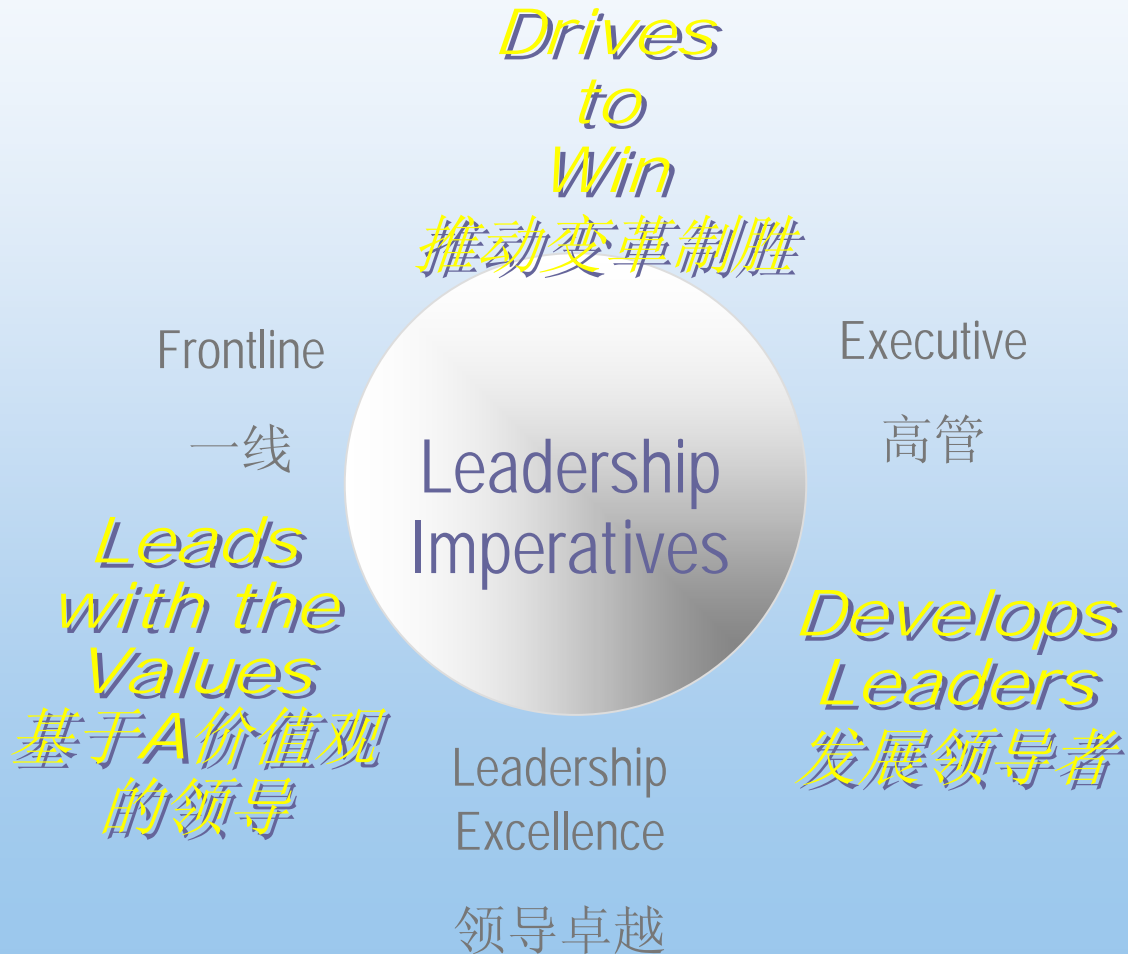 Drives
to
Win
推动变革制胜
Frontline
一线
Executive
高管
Leadership
Imperatives
Leads
with the
Values
基于A价值观
的领导
Develops
Leaders
发展领导者
Leadership
Excellence
领导卓越